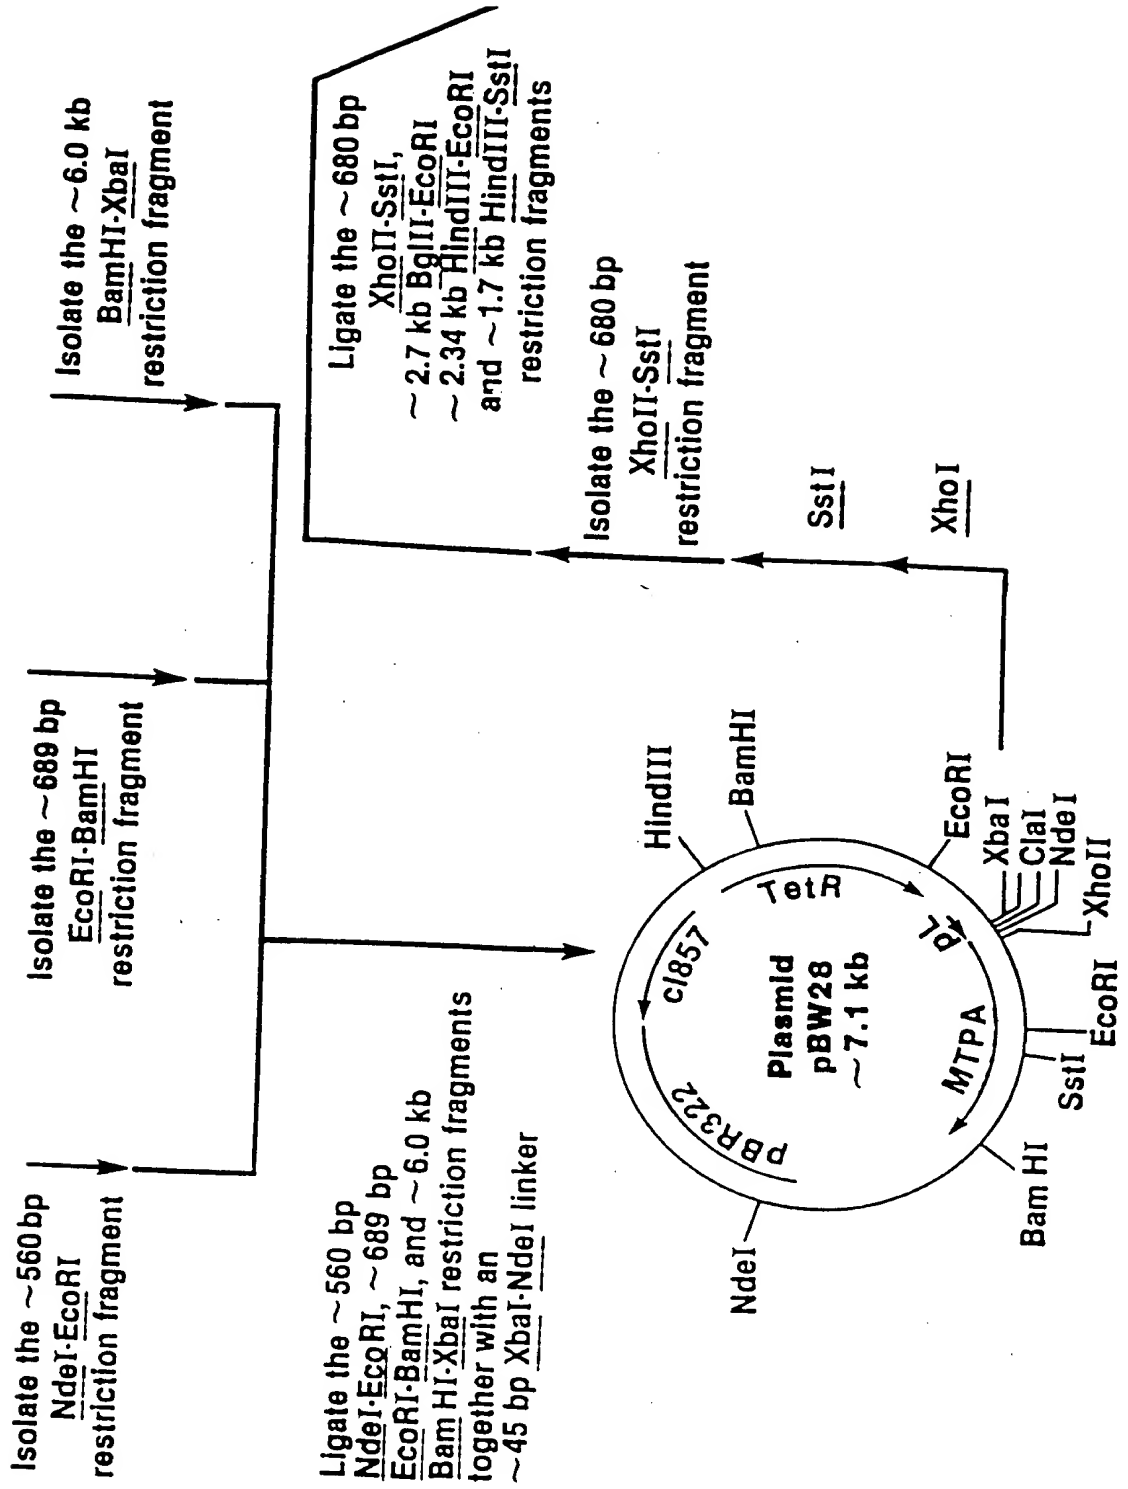 Isolate the ~560bp
NdeI-EcoRI
restriction fragment
Isolate the ~689 bp
EcoRI-BamHI
restriction fragment
Isolate the ~6.0 kb
BamHI-XbaI
restriction fragment
Ligate the ~560 bp
NdeI-EcoRI, ~689 bp
EcoRI-BamHI, and ~6.0 kb
Bam HI-XbaI restriction fragments
together with an
~45 bp XbaI-NdeI linker
Ligate the ~680 bp
XhoII-SstI,
~2.7 kb BglII-EcoRI
~2.34 kb HindIII-EcoRI
and ~1.7 kb HindIII-SstI
restriction fragments
Isolate the ~680 bp
XhoII-SstI
restriction fragment
SstI
XhoI
HindIII
BamHI
EcoRI
XbaI
ClaI
NdeI
XhoII
EcoRI
SstI
Bam HI
NdeI
TetR
pL
MTPA
pBR322
cI857
Plasmid
pBW28
~7.1 kb